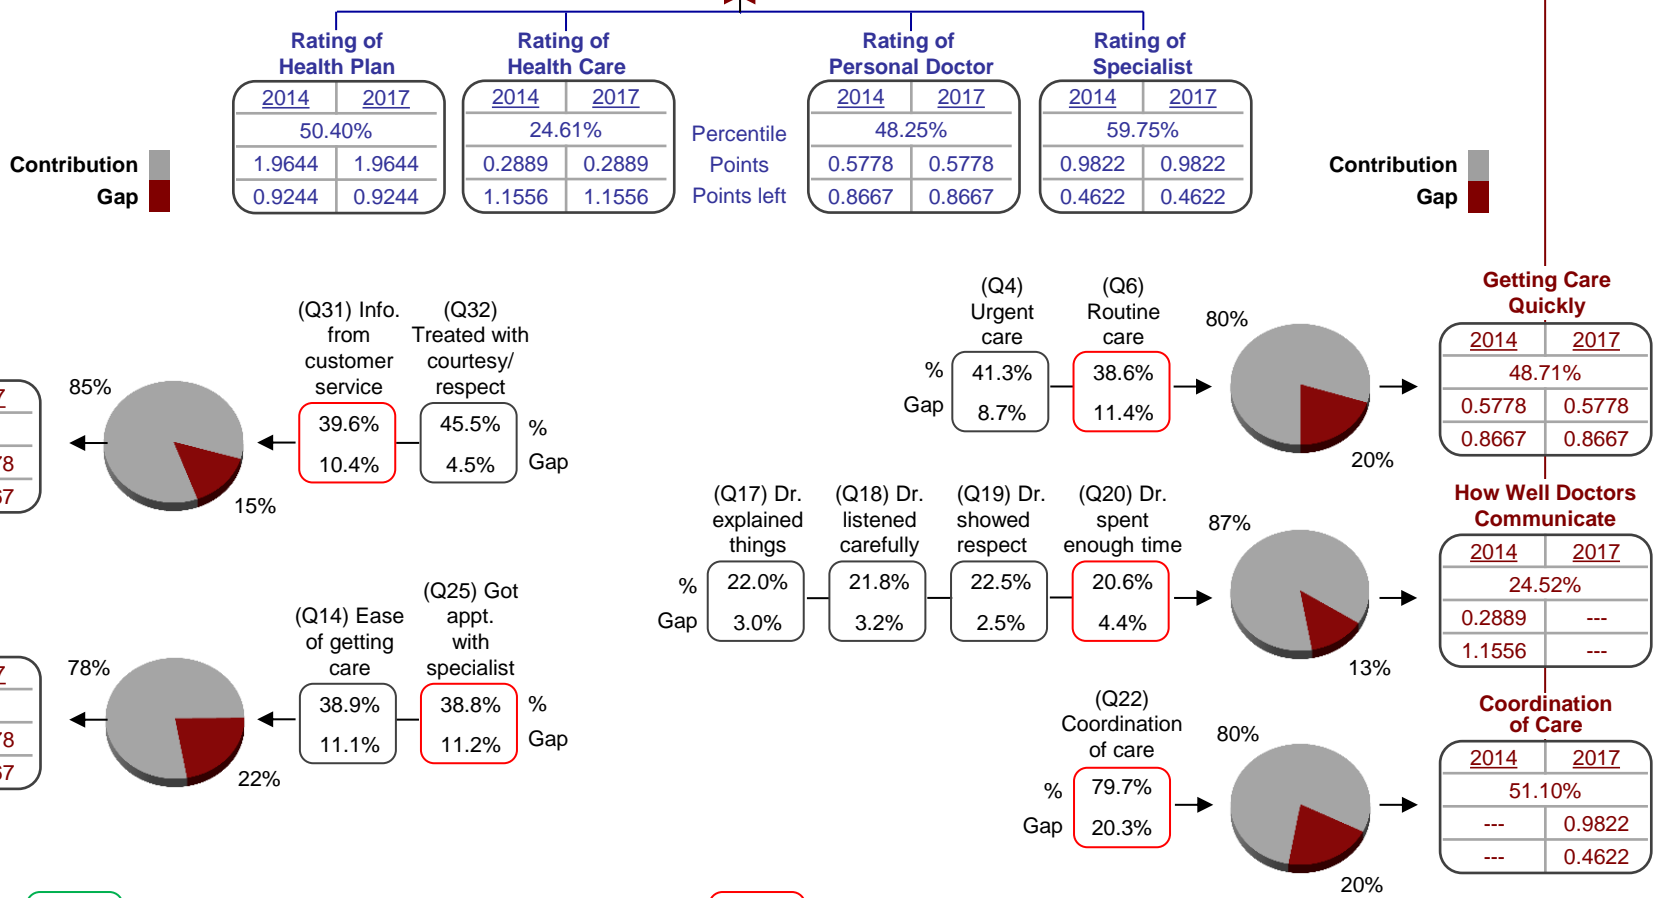 Rating of
Health Plan
2014 2017
50.40%
1.9644 1.9644
0.9244 0.9244
Rating of
Health Care
2014 2017
24.61%
0.2889 0.2889
1.1556 1.1556
Percentile
Points
Points left
Rating of
Personal Doctor
2014 2017
48.25%
0.5778 0.5778
0.8667 0.8667
Rating of
Specialist
2014 2017
59.75%
0.9822 0.9822
0.4622 0.4622
Contribution
Gap
Contribution
Gap
85%
15%
(Q31) Info.
from
customer
service
39.6%
10.4%
(Q32)
Treated with
courtesy/
respect
45.5%
4.5%
%
Gap
(Q4)
Urgent
care
%
Gap
41.3%
8.7%
(Q6)
Routine
care
38.6%
11.4%
80%
20%
Getting Care
Quickly
2014 2017
48.71%
0.5778 0.5778
0.8667 0.8667
(Q17) Dr.
explained
things
%
Gap
22.0%
3.0%
(Q18) Dr.
listened
carefully
21.8%
3.2%
(Q19) Dr.
showed
respect
22.5%
2.5%
(Q20) Dr.
spent
enough time
20.6%
4.4%
87%
13%
How Well Doctors
Communicate
2014 2017
24.52%
0.2889 ---
1.1556 ---
78%
22%
(Q14) Ease
of getting
care
38.9%
11.1%
(Q25) Got
appt.
with
specialist
38.8%
11.2%
%
Gap
(Q22)
Coordination
of care
%
Gap
79.7%
20.3%
80%
20%
Coordination
of Care
2014 2017
51.10%
--- 0.9822
--- 0.4622